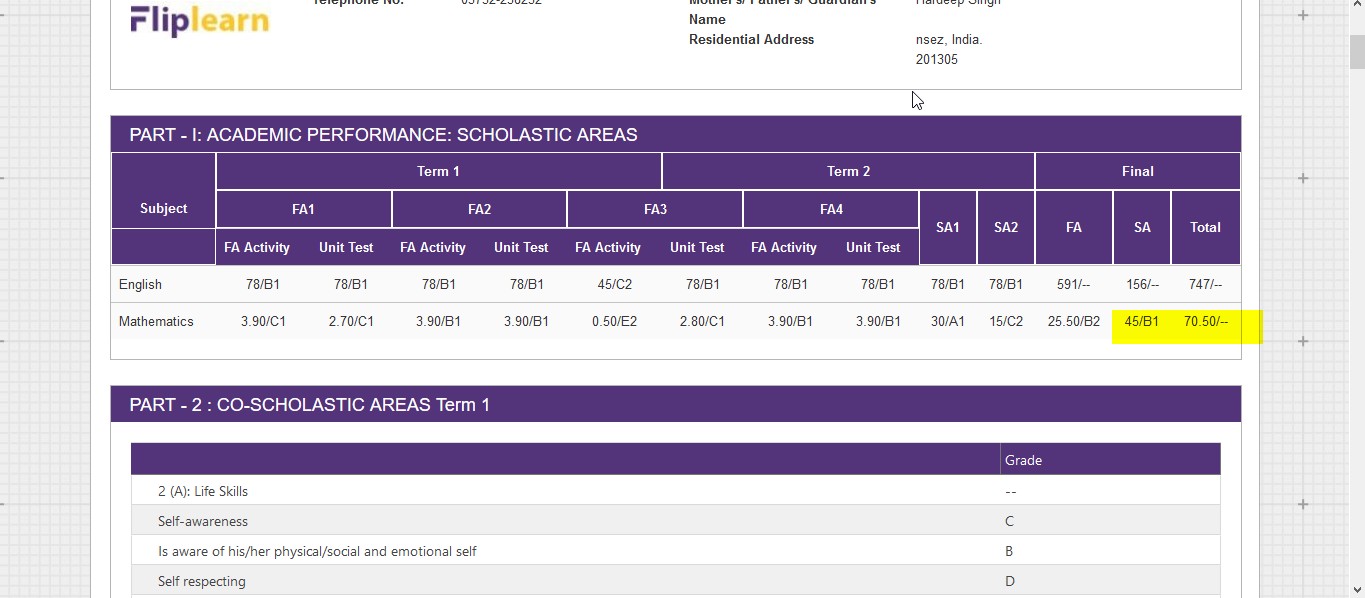 Fliplearn
Telephone No. 05732-230232 Mother's/ Father's/ Guardian's Hardeep Singh
Name
Residential Address nsez, India.
201305
PART - I: ACADEMIC PERFORMANCE: SCHOLASTIC AREAS
Term 1 Term 2 Final
Subject FA1 FA2 FA3 FA4 SA1 SA2 FA SA Total
FA Activity Unit Test FA Activity Unit Test FA Activity Unit Test FA Activity Unit Test
English 78/B1 78/B1 78/B1 78/B1 45/C2 78/B1 78/B1 78/B1 78/B1 78/B1 591/-- 156/-- 747/--
Mathematics 3.90/C1 2.70/C1 3.90/B1 3.90/B1 0.50/E2 2.80/C1 3.90/B1 3.90/B1 30/A1 15/C2 25.50/B2 45/B1 70.50/--
PART - 2 : CO-SCHOLASTIC AREAS Term 1
Grade
2 (A): Life Skills --
Self-awareness C
Is aware of his/her physical/social and emotional self B
Self respecting D